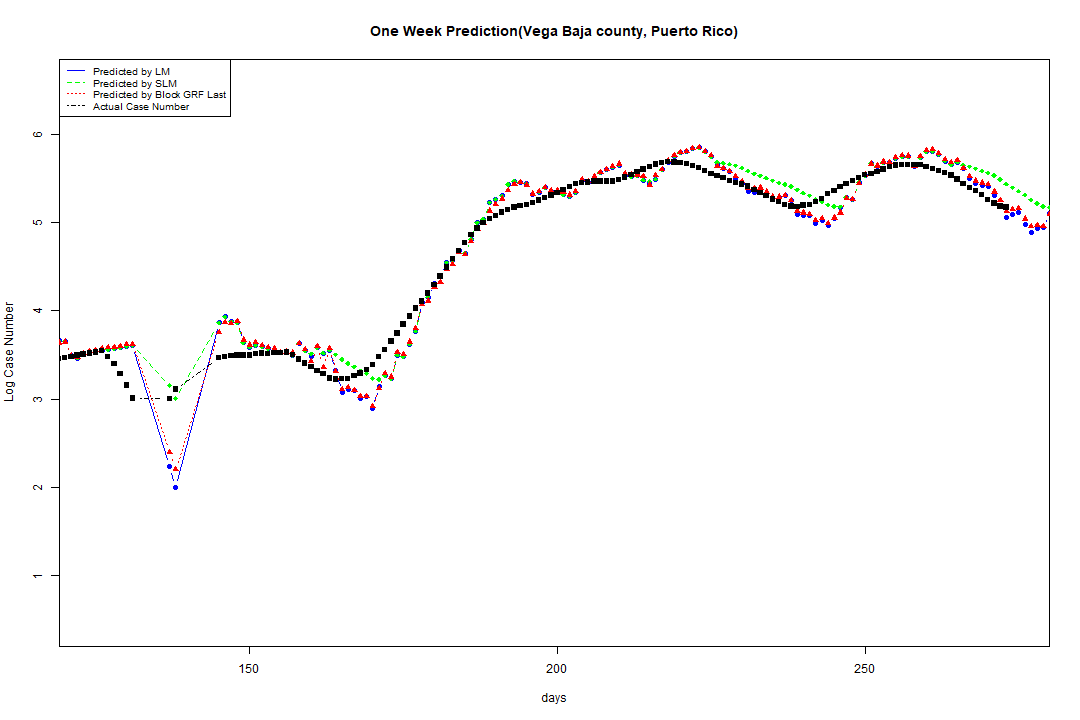 One Week Prediction(Vega Baja county, Puerto Rico)
Predicted by LM
Predicted by SLM
Predicted by Block GRF Last
Actual Case Number
6
5
4
3
2
1
Log Case Number
150 200 250
days